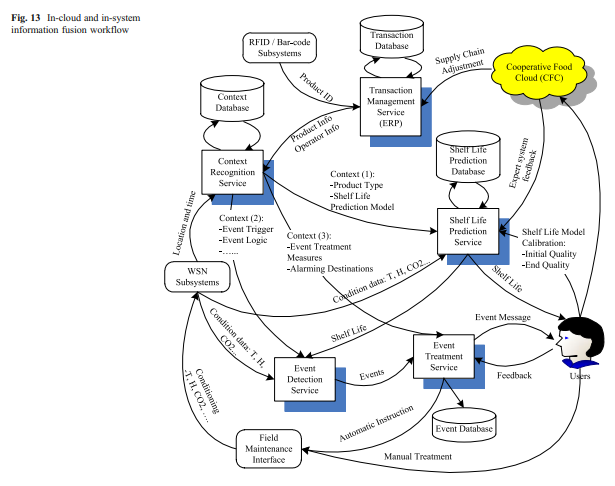 Fig. 13 In-cloud and in-system
information fusion workflow
RFID / Bar-code
Subsystems
Transaction
Database
Supply Chain
Adjustment
Cooperative Food
Cloud (CFC)
Context
Database
Product ID
Transaction
Management
Service
(ERP)
Product Info
Operator Info
Shelf Life
Prediction
Database
Expert system
feedback
Context
Recognition
Service
Context (1):
-Product Type
-Shelf Life
Prediction Model
Location and time
Context (2):
-Event Trigger
-Event Logic
-……
Context (3):
-Event Treatment
Measures
-Alarming Destinations
Shelf Life
Prediction
Service
Shelf Life Model
Calibration:
-Initial Quality
-End Quality
WSN
Subsystems
Condition data: T, H, CO2...
Shelf Life
Condition data: T, H,
CO2...
Shelf Life
Event Message
Event
Detection
Service
Events
Event
Treatment
Service
Feedback
Users
Conditioning
-T, H, CO2, …
Automatic Instruction
Event Database
Field
Maintenance
Interface
Manual Treatment